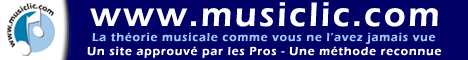 www.musiclic.com
www.musiclic.com
La théorie musicale comme vous ne l'avez jamais vue
Un site approuvé par les Pros - Une méthode reconnue